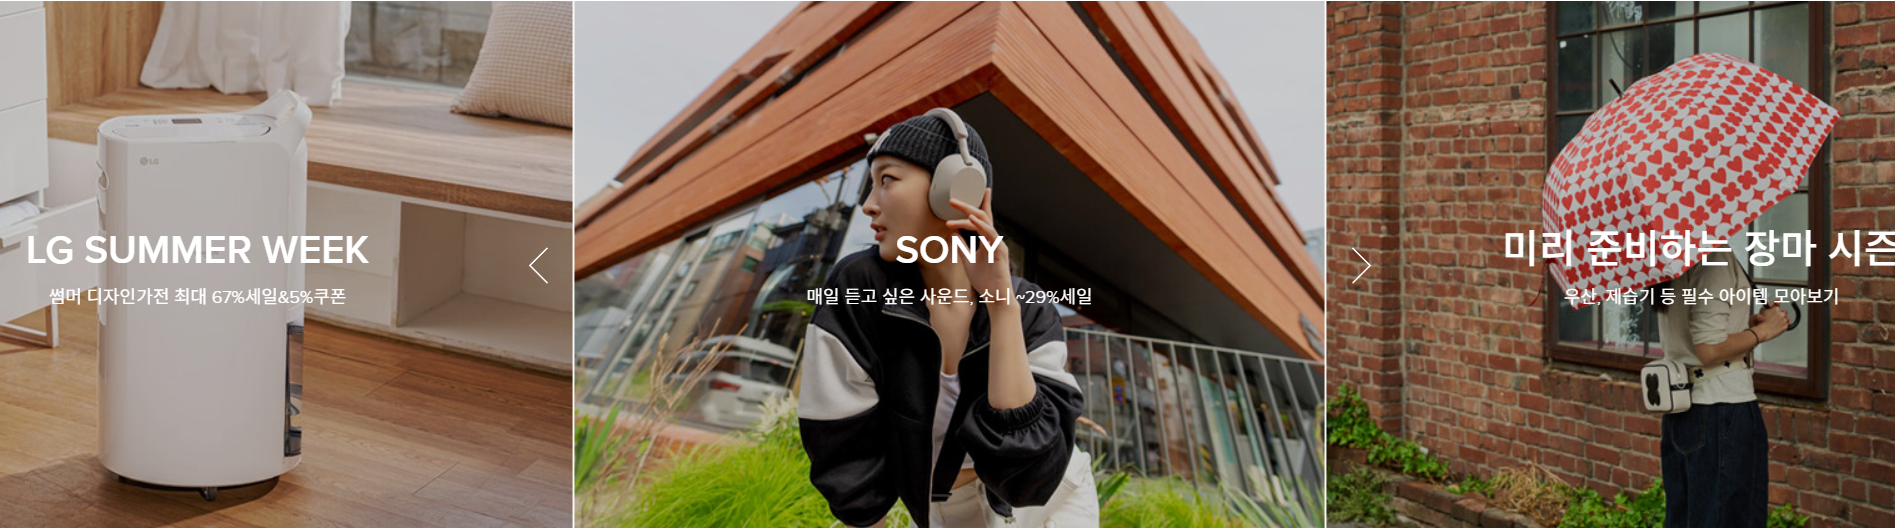 LG
LG SUMMER WEEK
썸머 디자인가전 최대 67%세일&5%쿠폰
SONY
매일 듣고 싶은 사운드, 소니 ~29%세일
미리 준비하는 장마 시즌
우산, 제습기 등 필수 아이템 모아보기